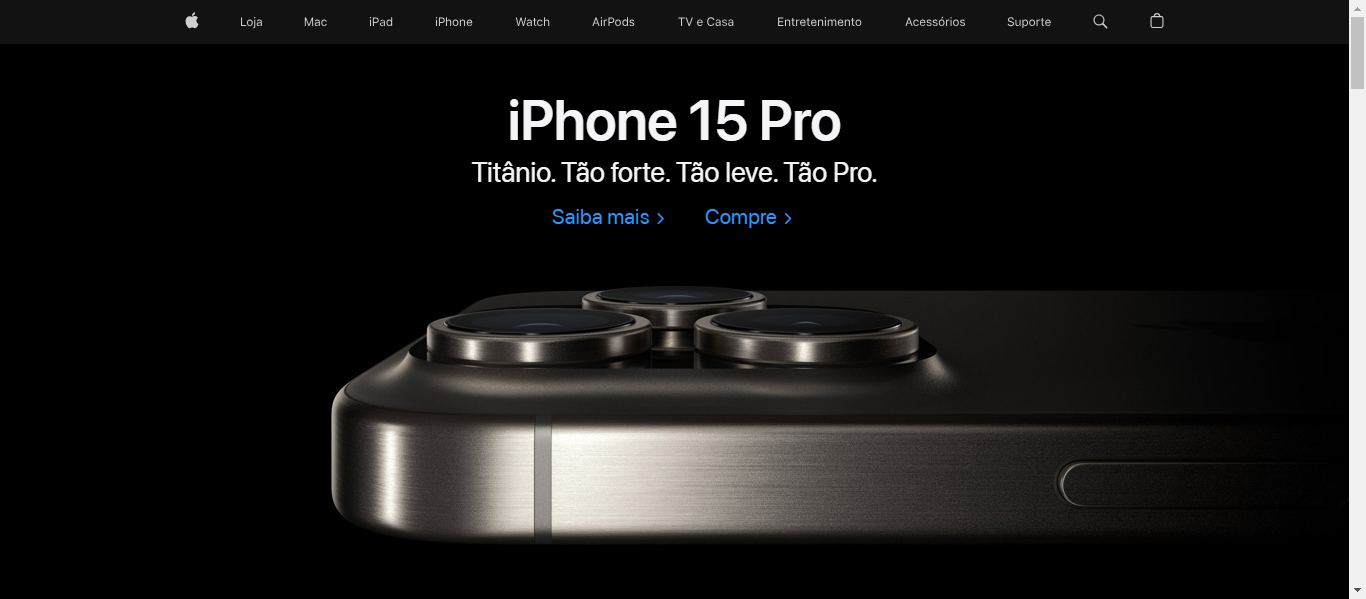 Loja Mac iPad iPhone Watch AirPods TV e Casa Entretenimento Acessórios Suporte
iPhone 15 Pro
Titânio. Tão forte. Tão leve. Tão Pro.
Saiba mais > Compre >